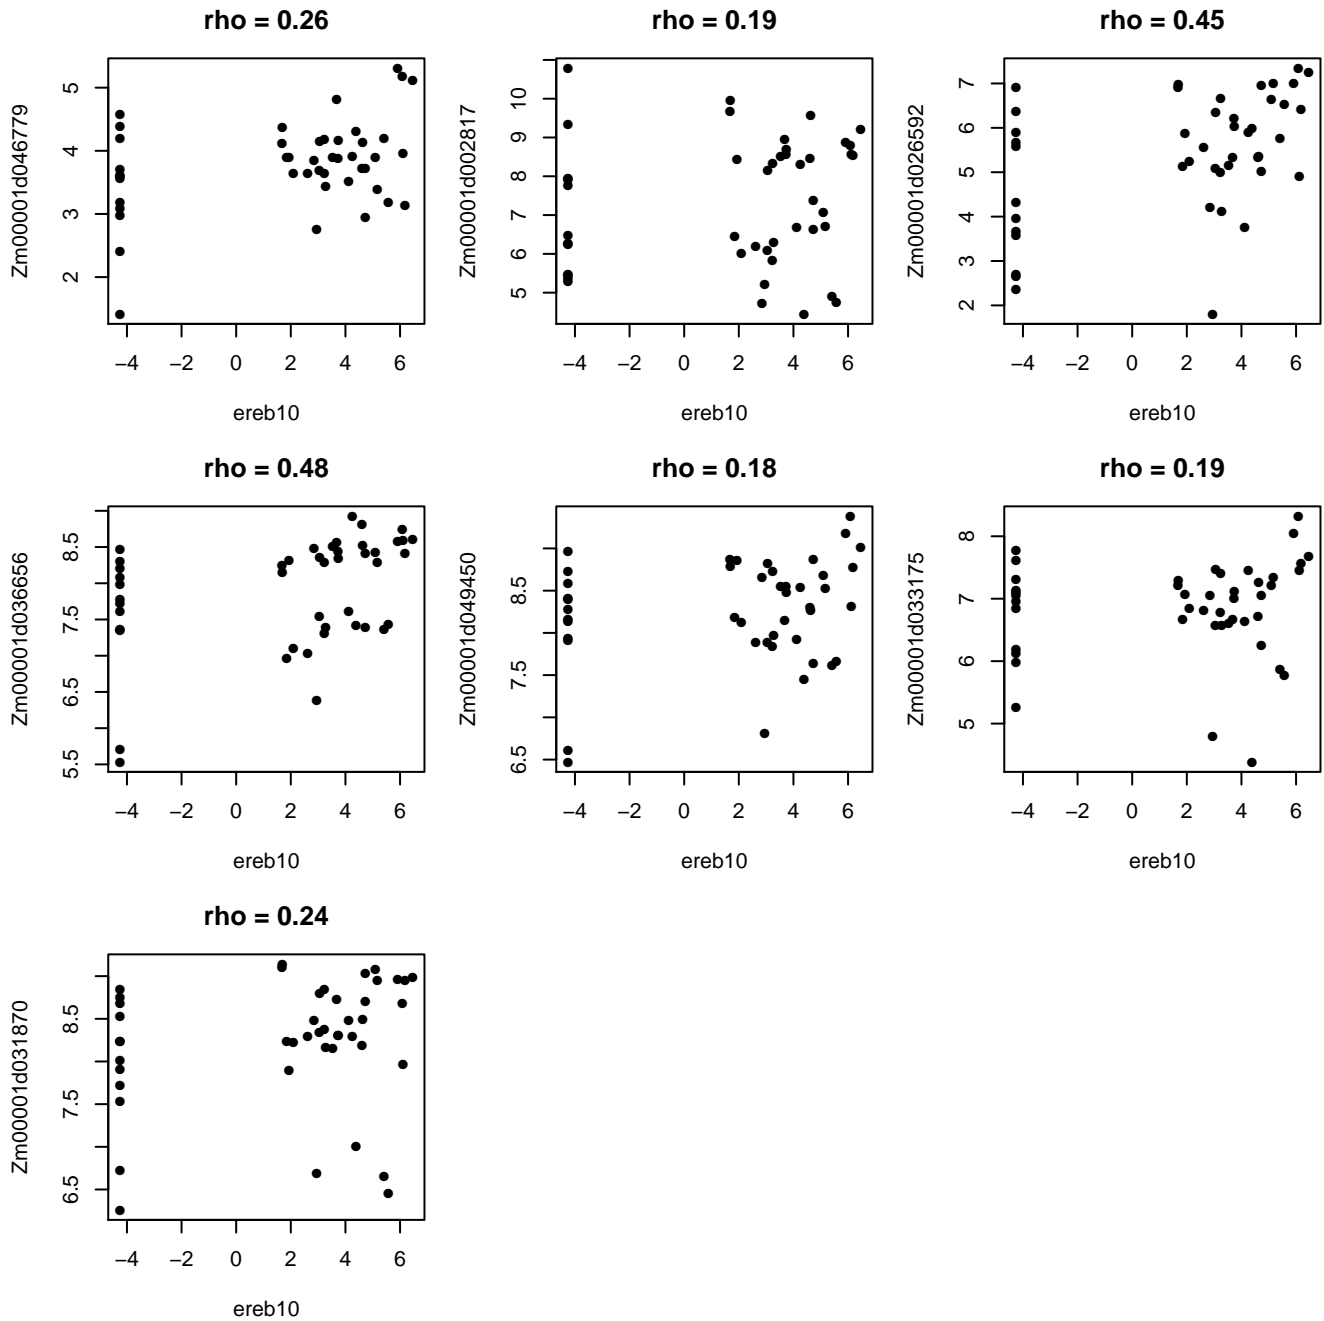 rho = 0.26
Zm00001d046779
5
4
3
2
−4 −2 0 2 4 6
ereb10
rho = 0.19
Zm00001d002817
10
9
8
7
6
5
−4 −2 0 2 4 6
ereb10
rho = 0.45
Zm00001d026592
7
6
5
4
3
2
−4 −2 0 2 4 6
ereb10
rho = 0.48
Zm00001d036656
8.5
7.5
6.5
5.5
−4 −2 0 2 4 6
ereb10
rho = 0.18
Zm00001d049450
8.5
7.5
6.5
−4 −2 0 2 4 6
ereb10
rho = 0.19
Zm00001d033175
8
7
6
5
−4 −2 0 2 4 6
ereb10
rho = 0.24
Zm00001d031870
8.5
7.5
6.5
−4 −2 0 2 4 6
ereb10